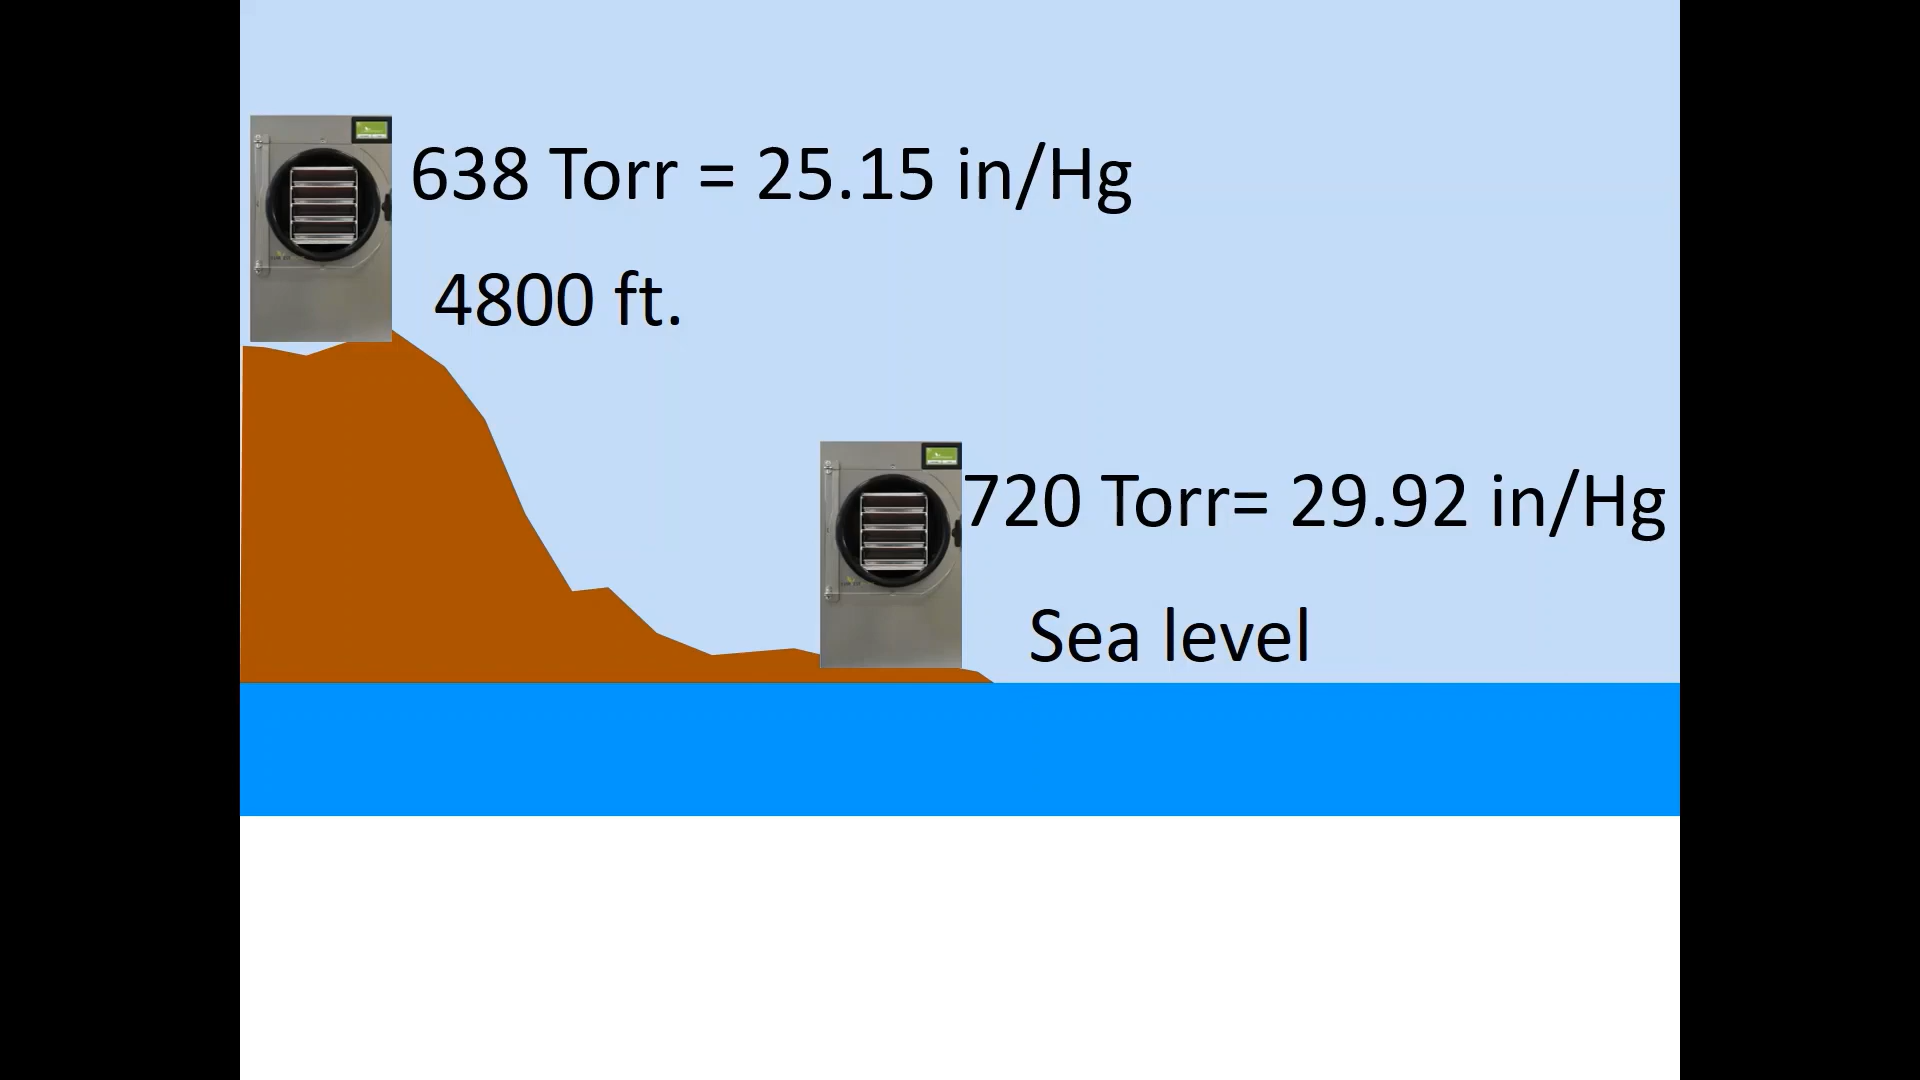 638 Torr = 25.15 in/Hg
4800 ft.
720 Torr= 29.92 in/Hg
Sea level